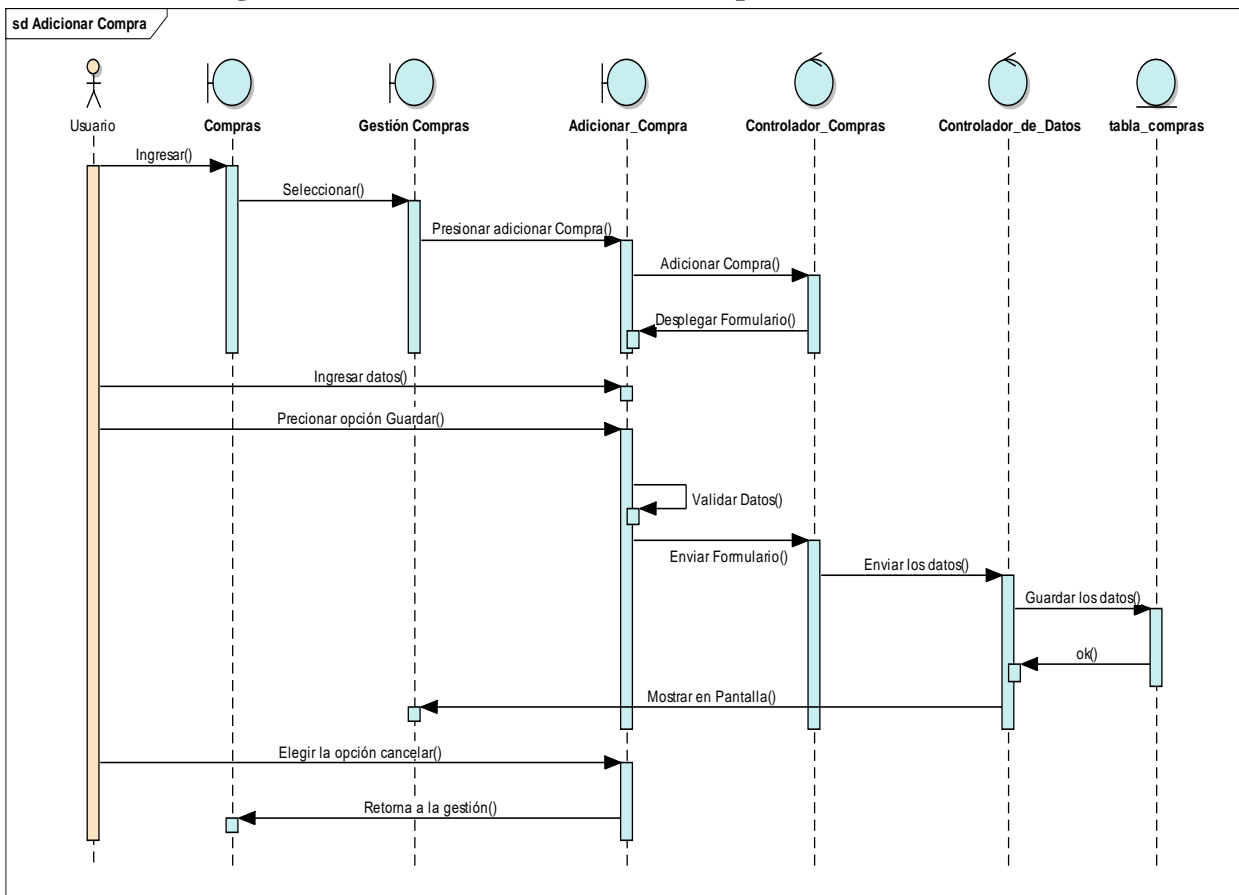 sd Adicionar Compra
Usuario
Compras
Gestión Compras
Adicionar_Compra
Controlador_Compras
Controlador_de_Datos
tabla_compras
Ingresar()
Seleccionar()
Presionar adicionar Compra()
Adicionar Compra()
Desplegar Formulario()
Ingresar datos()
Precionar opción Guardar()
Validar Datos()
Enviar Formulario()
Enviar los datos()
Guardar los datos()
ok()
Mostrar en Pantalla()
Elegir la opción cancelar()
Retorna a la gestión()